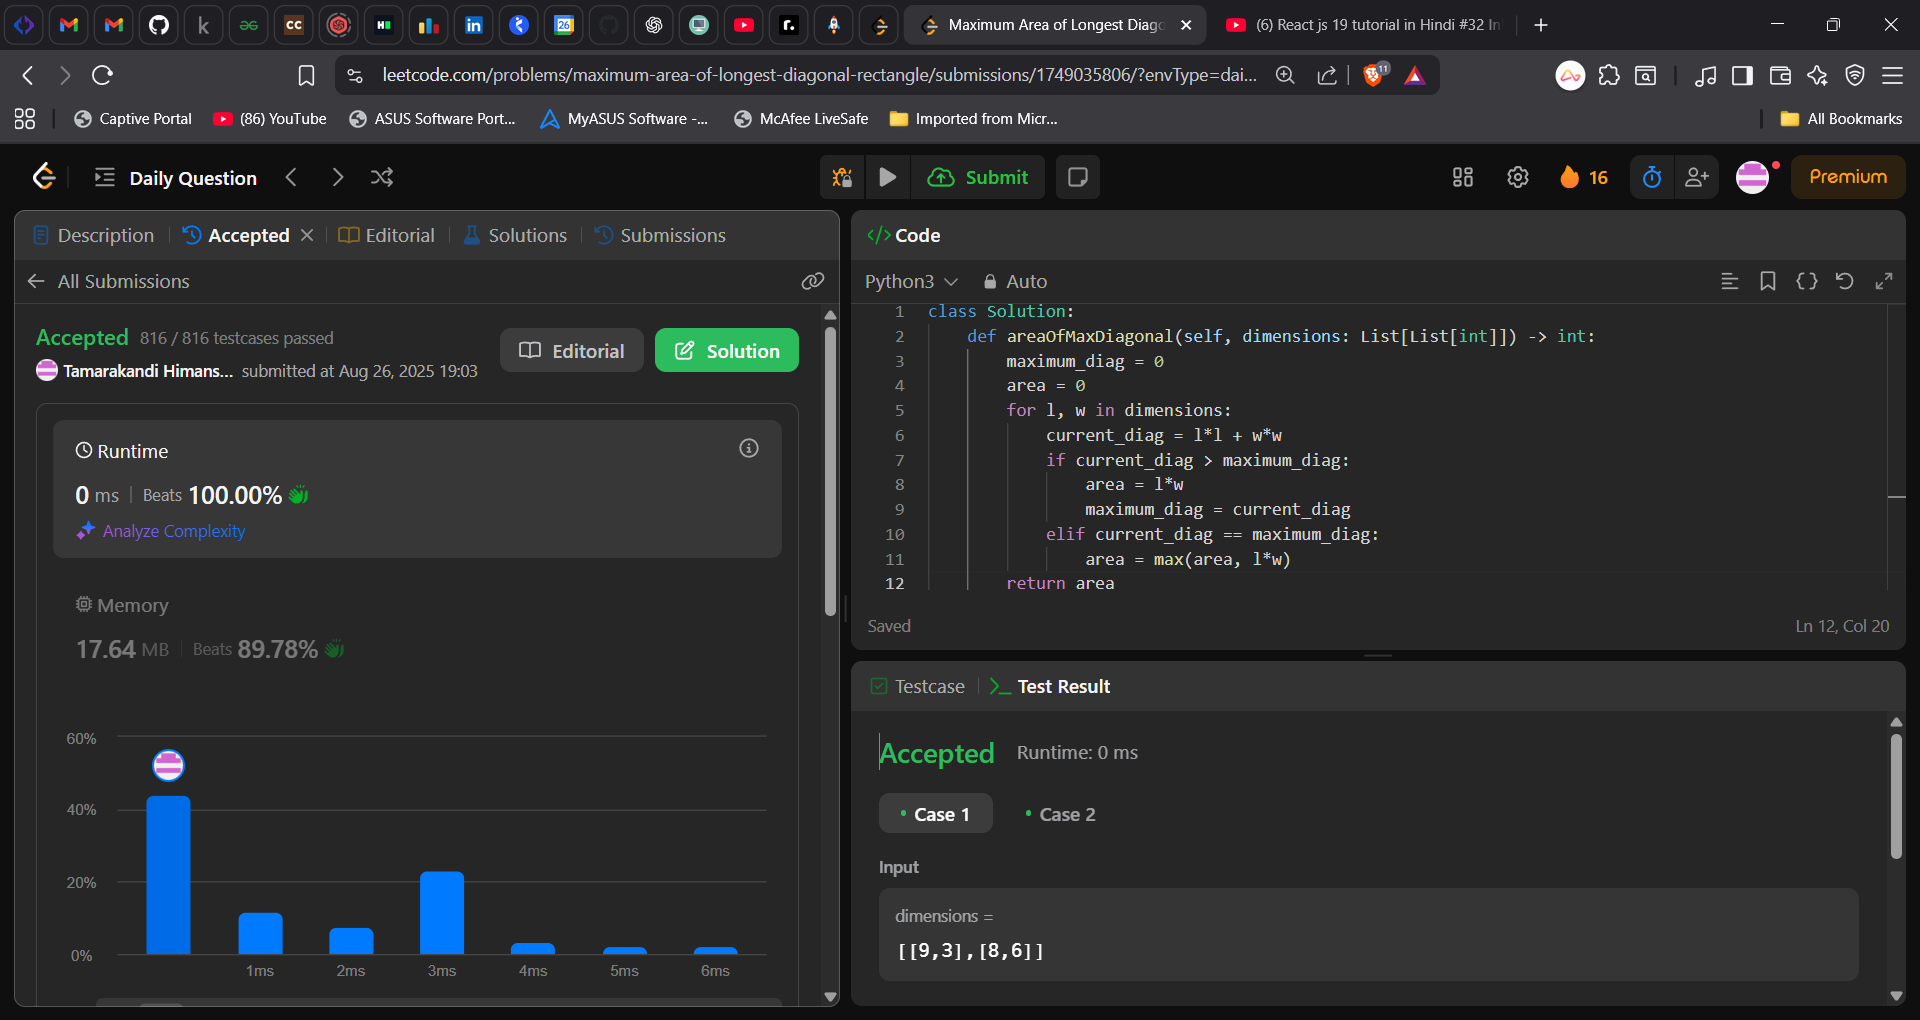 Maximum Area of Longest Diag
(6) React js 19 tutorial in Hindi #32 In
leetcode.com/problems/maximum-area-of-longest-diagonal-rectangle/submissions/1749035806/?envType=dai...
11
Captive Portal
(86) YouTube
ASUS Software Port...
MyASUS Software -...
McAfee LiveSafe
Imported from Micr...
All Bookmarks
Daily Question
Submit
16
Premium
Description
Accepted
Editorial
Solutions
Submissions
All Submissions
Accepted 816 / 816 testcases passed
Tamarakandi Himans... submitted at Aug 26, 2025 19:03
Editorial
Solution
Runtime
0 ms Beats 100.00%
Analyze Complexity
Memory
17.64 MB Beats 89.78%
60%
40%
20%
0%
1ms 2ms 3ms 4ms 5ms 6ms
Code
Python3 Auto
1 class Solution:
2 def areaOfMaxDiagonal(self, dimensions: List[List[int]]) -> int:
3 maximum_diag = 0
4 area = 0
5 for l, w in dimensions:
6 current_diag = l*l + w*w
7 if current_diag > maximum_diag:
8 area = l*w
9 maximum_diag = current_diag
10 elif current_diag == maximum_diag:
11 area = max(area, l*w)
12 return area
Saved
Ln 12, Col 20
Testcase
Test Result
Accepted Runtime: 0 ms
Case 1
Case 2
Input
dimensions =
[[9,3],[8,6]]